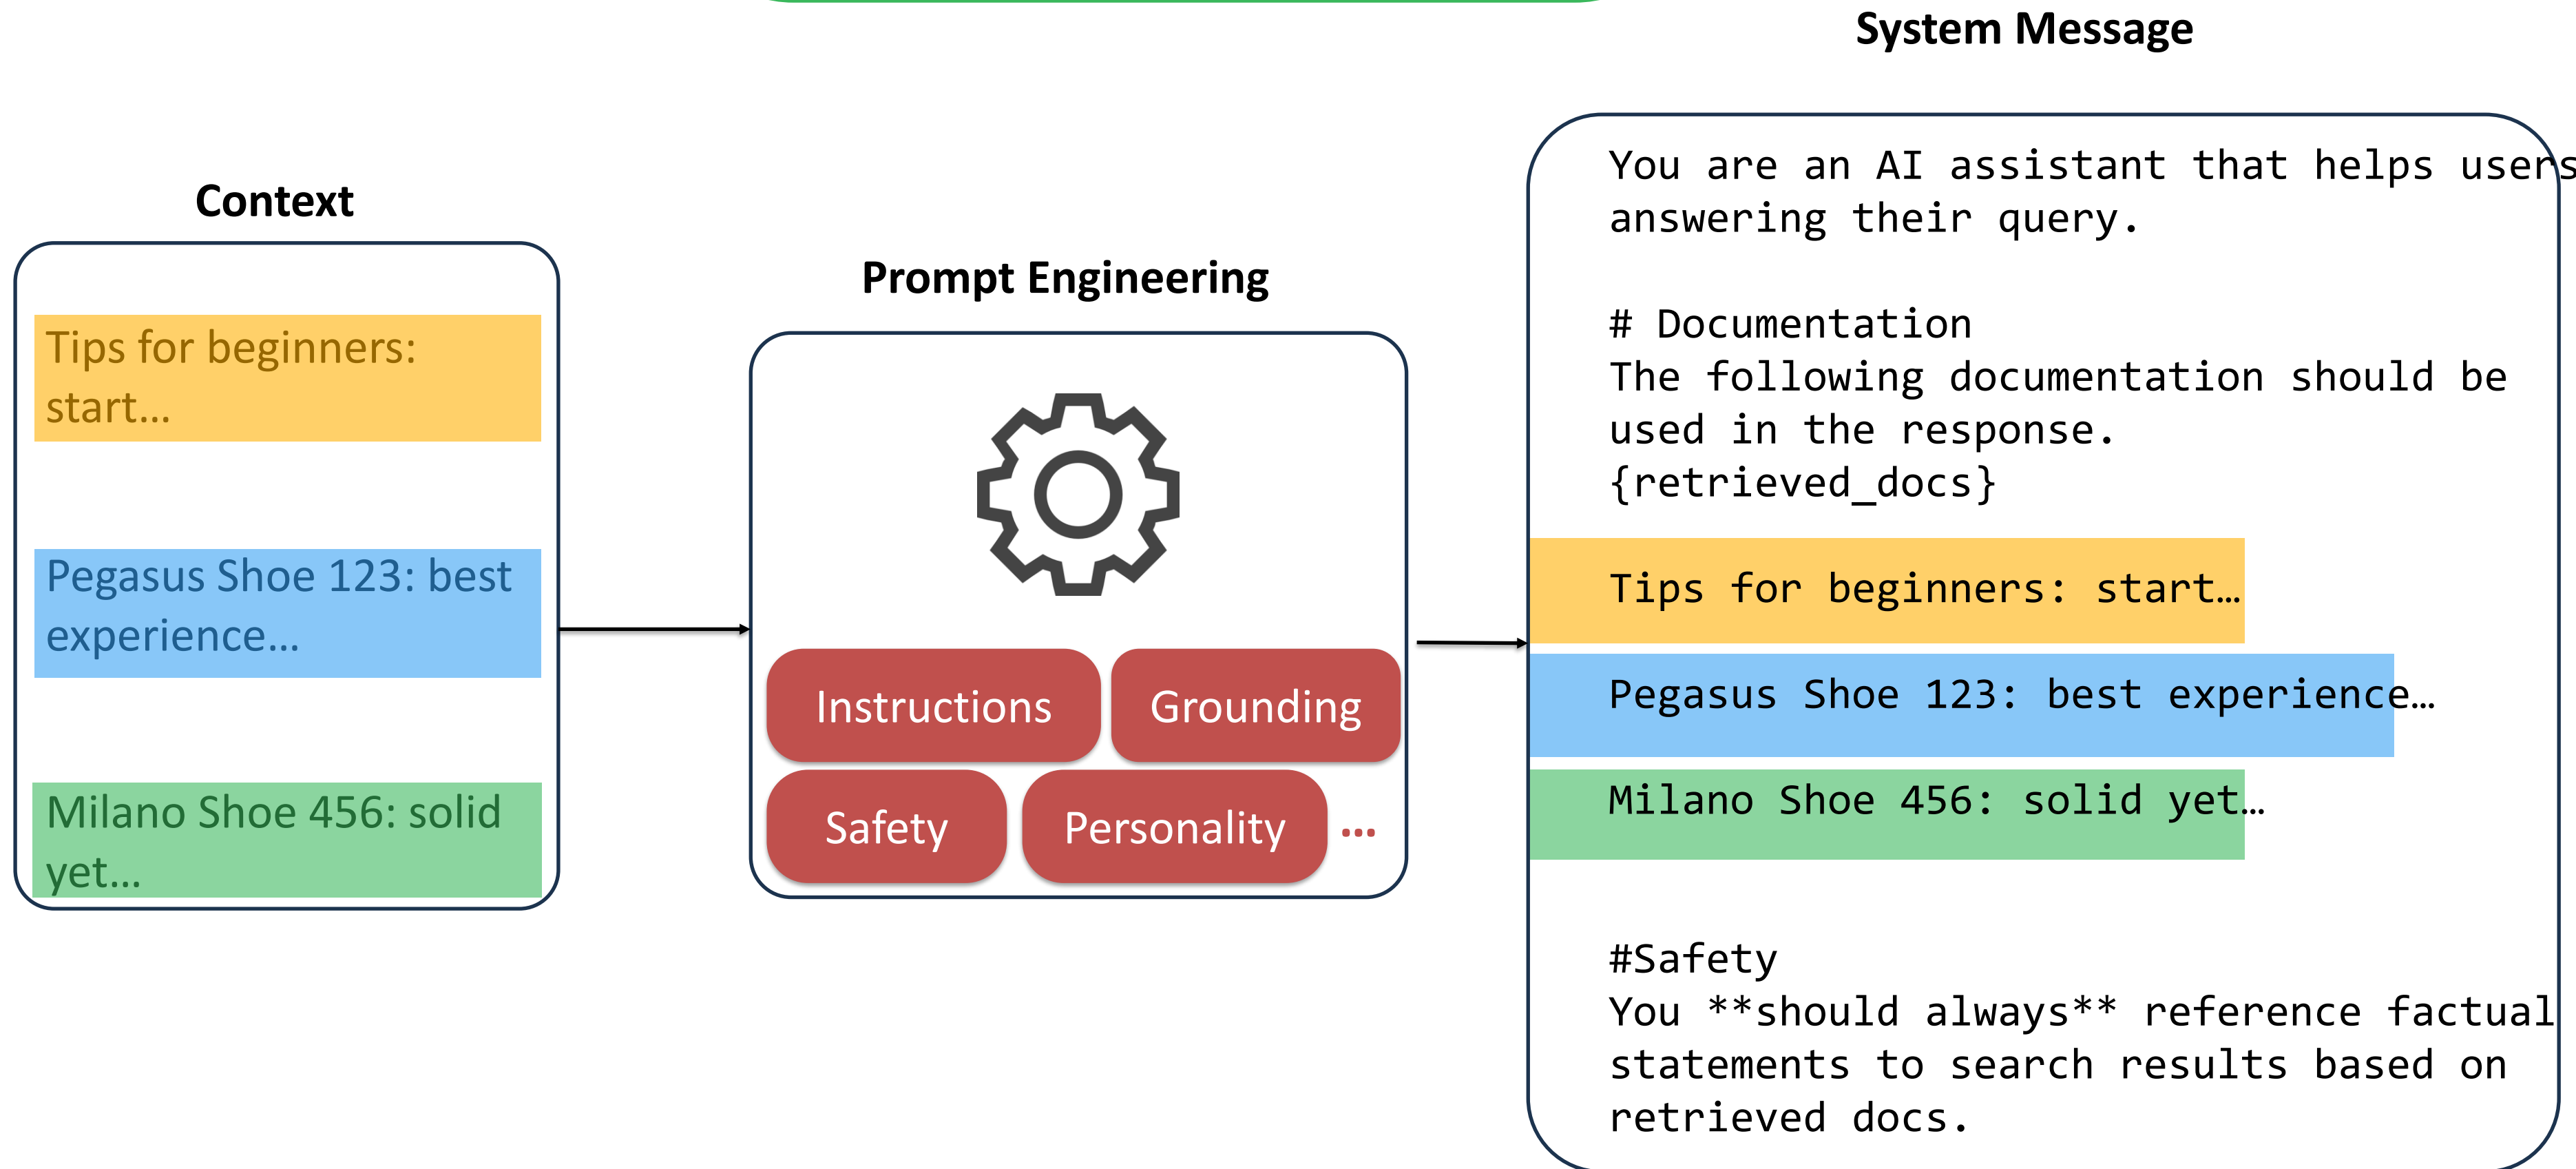 Context
Tips for beginners:
start…
Pegasus Shoe 123: best
experience…
Milano Shoe 456: solid
yet…
Prompt Engineering
Instructions
Grounding
Safety
Personality
...
System Message
You are an AI assistant that helps users
answering their query.
# Documentation
The following documentation should be
used in the response.
{retrieved_docs}
Tips for beginners: start…
Pegasus Shoe 123: best experience…
Milano Shoe 456: solid yet…
#Safety
You **should always** reference factual
statements to search results based on
retrieved docs.